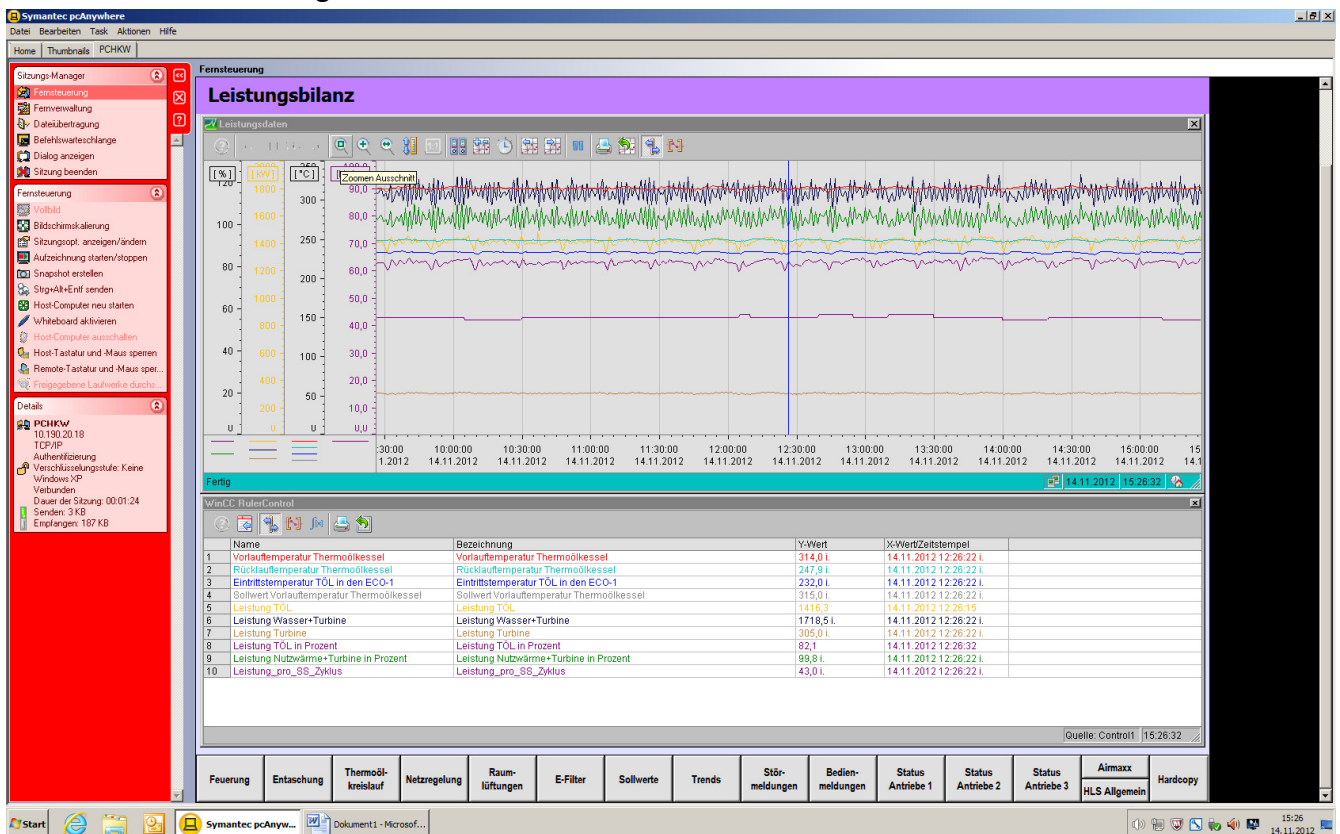 Symantec pcAnywhere
Datei Bearbeiten Task Aktionen Hilfe
Home Thumbnails PCHKW
Sitzungs-Manager
Fernsteuerung
Fernverwaltung
Dateiübertragung
Befehlswarteschlange
Dialog anzeigen
Sitzung beenden
Fernsteuerung
Vollbild
Bildschirmskalierung
Sitzungsopt. anzeigen/ändern
Aufzeichnung starten/stoppen
Snapshot erstellen
Strg+Alt+Entf senden
Host-Computer neu starten
Whiteboard aktivieren
Host-Computer ausschalten
Host-Tastatur und -Maus sperren
Remote-Tastatur und -Maus sper...
Freigegebene Laufwerke durchs...
Details
PCHKW
10.190.20.18
TCP/IP
Authentifizierung
Verschlüsselungsstufe: Keine
Windows XP
Verbunden
Dauer der Sitzung: 00:01:24
Senden: 3 KB
Empfangen: 187 KB
Fernsteuerung
Leistungsbilanz
Leistungsdaten
[%] [kW] [°C]
Zoomen Ausschnitt
120 1800 300 90,0
100 1600 250 80,0
80 1400 200 70,0
60 1200 150 60,0
40 1000 100 50,0
20 800 50 40,0
600 30,0
400 20,0
200 10,0
:30:00 10:00:00 10:30:00 11:00:00 11:30:00 12:00:00 12:30:00 13:00:00 13:30:00 14:00:00 14:30:00 15:00:00 15
1.2012 14.11.2012 14.11.2012 14.11.2012 14.11.2012 14.11.2012 14.11.2012 14.11.2012 14.11.2012 14.11.2012 14.11.2012 14.11.2012 14.1
Fertig 14.11.2012 15:26:32
WinCC RulerControl
Name Bezeichnung Y-Wert X-Wert/Zeitstempel
1 Vorlauftemperatur Thermoölkessel Vorlauftemperatur Thermoölkessel 314,0 i. 14.11.2012 12:26:22 i.
2 Rücklauftemperatur Thermoölkessel Rücklauftemperatur Thermoölkessel 247,9 i. 14.11.2012 12:26:22 i.
3 Eintrittstemperatur TÖL in den ECO-1 Eintrittstemperatur TÖL in den ECO-1 232,0 i. 14.11.2012 12:26:22 i.
4 Sollwert Vorlauftemperatur Thermoölkessel Sollwert Vorlauftemperatur Thermoölkessel 315,0 i. 14.11.2012 12:26:22 i.
5 Leistung TÖL Leistung TÖL 1416,3 14.11.2012 12:26:15
6 Leistung Wasser+Turbine Leistung Wasser+Turbine 1718,5 i. 14.11.2012 12:26:22 i.
7 Leistung Turbine Leistung Turbine 305,0 i. 14.11.2012 12:26:22 i.
8 Leistung TÖL in Prozent Leistung TÖL in Prozent 82,1 14.11.2012 12:26:32
9 Leistung Nutzwärme+Turbine in Prozent Leistung Nutzwärme+Turbine in Prozent 99,8 i. 14.11.2012 12:26:22 i.
10 Leistung_pro_SS_Zyklus Leistung_pro_SS_Zyklus 43,0 i. 14.11.2012 12:26:22 i.
Quelle: Control1 15:26:32
Feuerung Entaschung Thermoöl-kreislauf Netzregelung Raum-lüftungen E-Filter Sollwerte Trends Stör-meldungen Bedien-meldungen Status Antriebe 1 Status Antriebe 2 Status Antriebe 3 Airmaxx HLS Allgemein Hardcopy
Start Symantec pcAnyw... Dokument1 - Microsof... 15:26
14.11.2012